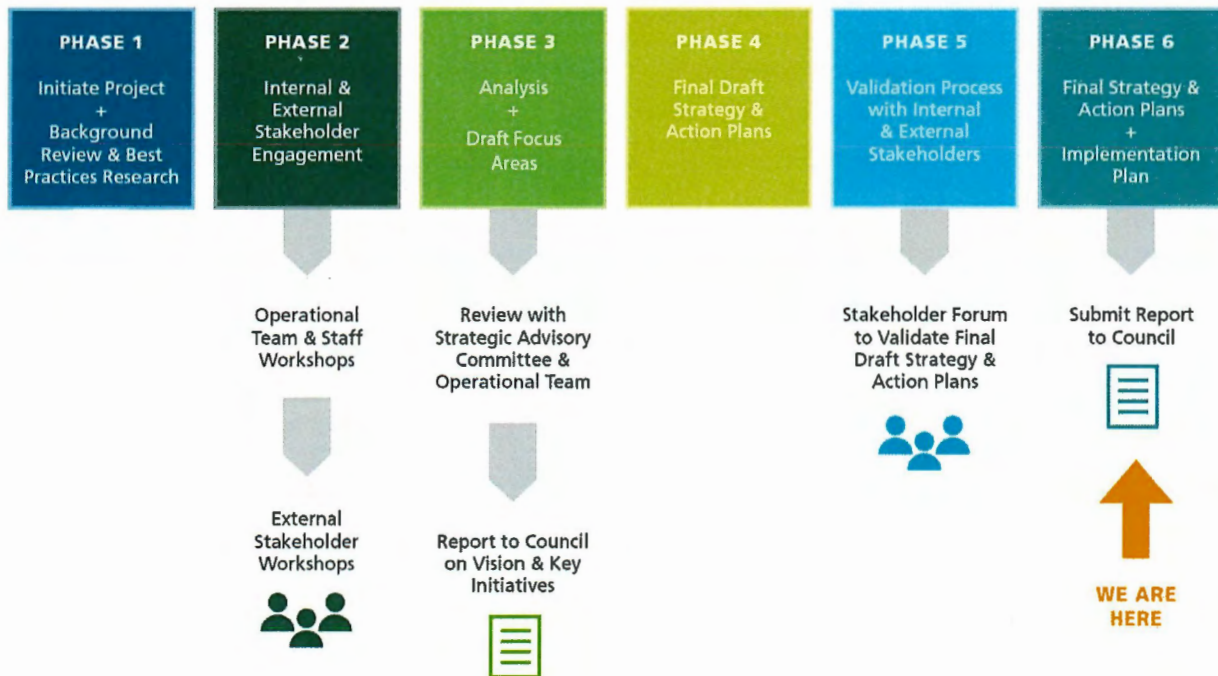 PHASE 1
Initiate Project
+
Background
Review & Best
Practices Research
PHASE 2
Internal &
External
Stakeholder
Engagement
PHASE 3
Analysis
+
Draft Focus
Areas
PHASE 4
Final Draft
Strategy &
Action Plans
PHASE 5
Validation Process
with Internal
& External
Stakeholders
PHASE 6
Final Strategy &
Action Plans
+
Implementation
Plan
Operational
Team & Staff
Workshops
External
Stakeholder
Workshops
Review with
Strategic Advisory
Committee &
Operational Team
Report to Council
on Vision & Key
Initiatives
Stakeholder Forum
to Validate Final
Draft Strategy &
Action Plans
Submit Report
to Council
WE ARE
HERE